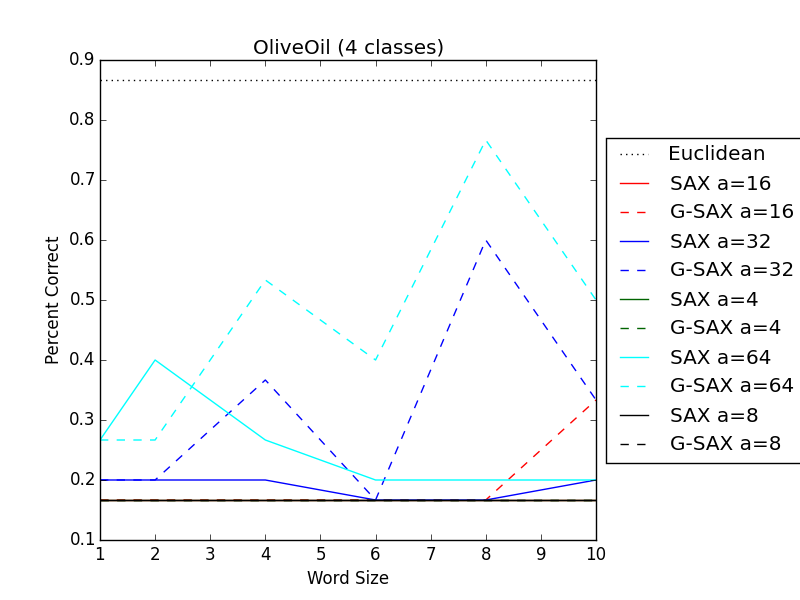 OliveOil (4 classes)
0.9
0.8
0.7
0.6
0.5
0.4
0.3
0.2
0.1
Percent Correct
1 2 3 4 5 6 7 8 9 10
Word Size
Euclidean
SAX a=16
G-SAX a=16
SAX a=32
G-SAX a=32
SAX a=4
G-SAX a=4
SAX a=64
G-SAX a=64
SAX a=8
G-SAX a=8